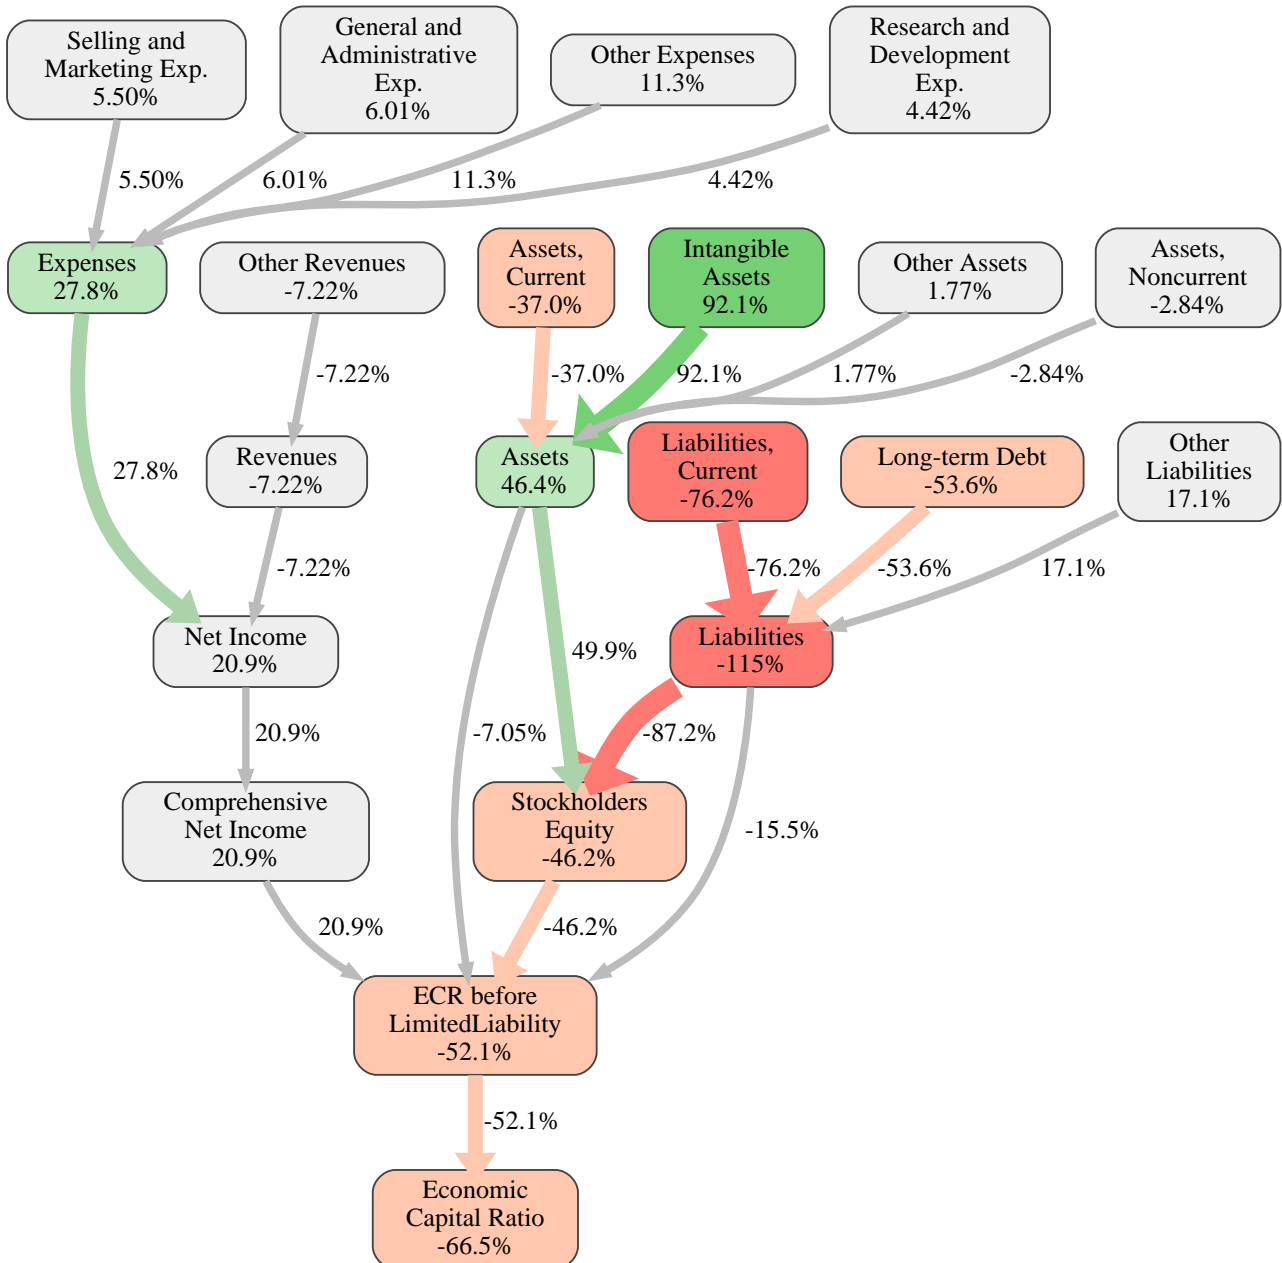 Selling and
Marketing Exp.
5.50%
General and
Administrative
Exp.
6.01%
Other Expenses
11.3%
Research and
Development
Exp.
4.42%
5.50%
6.01%
11.3%
4.42%
Expenses
27.8%
Other Revenues
-7.22%
Assets,
Current
-37.0%
Intangible
Assets
92.1%
Other Assets
1.77%
Assets,
Noncurrent
-2.84%
-7.22%
-37.0%
92.1%
1.77%
-2.84%
27.8%
Revenues
-7.22%
Assets
46.4%
Liabilities,
Current
-76.2%
Long-term Debt
-53.6%
Other
Liabilities
17.1%
-7.22%
-76.2%
-53.6%
17.1%
Net Income
20.9%
49.9%
Liabilities
-115%
20.9%
-7.05%
-87.2%
Comprehensive
Net Income
20.9%
Stockholders
Equity
-46.2%
-15.5%
20.9%
-46.2%
ECR before
LimitedLiability
-52.1%
-52.1%
Economic
Capital Ratio
-66.5%